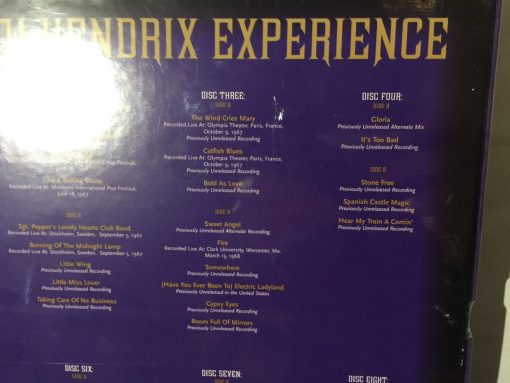 HENDRIX EXPERIENCE
DISC THREE:
SIDE A
The Wind Cries Mary
Recorded Live At: Olympia Theater, Paris, France,
October 9, 1967
Previously Unreleased Recording
Catfish Blues
Recorded Live At: Olympia Theater, Paris, France,
October 9, 1967
Previously Unreleased Recording
Bold As Love
Previously Unreleased Recording
SIDE B
Sweet Angel
Previously Unreleased Alternate Recording
Fire
Recorded Live At: Clark University, Worcester, Ma.
March 15, 1968
Somewhere
Previously Unreleased Recording
(Have You Ever Been To) Electric Ladyland
Previously Unreleased in the United States
Gypsy Eyes
Previously Unreleased Recording
Room Full Of Mirrors
Previously Unreleased Recording
DISC FOUR:
SIDE A
Gloria
Previously Unreleased Alternate Mix
It's Too Bad
Previously Unreleased Recording
SIDE B
Stone Free
Previously Unreleased Recording
Spanish Castle Magic
Previously Unreleased Recording
Hear My Train A Comin'
Previously Unreleased Recording
Pop Festival,
Like a Rolling Stone
Recorded Live At: Monterey International Pop Festival,
June 18, 1967
SIDE B
Sgt. Pepper's Lonely Hearts Club Band
Recorded Live At: Stockholm, Sweden, September 5, 1967
Burning Of The Midnight Lamp
Recorded Live At: Stockholm, Sweden, September 5, 1967
Little Wing
Previously Unreleased Recording
Little Miss Lover
Previously Unreleased Recording
Taking Care Of No Business
Previously Unreleased Recording
DISC SIX:
SIDE A
DISC SEVEN:
SIDE A
DISC EIGHT: